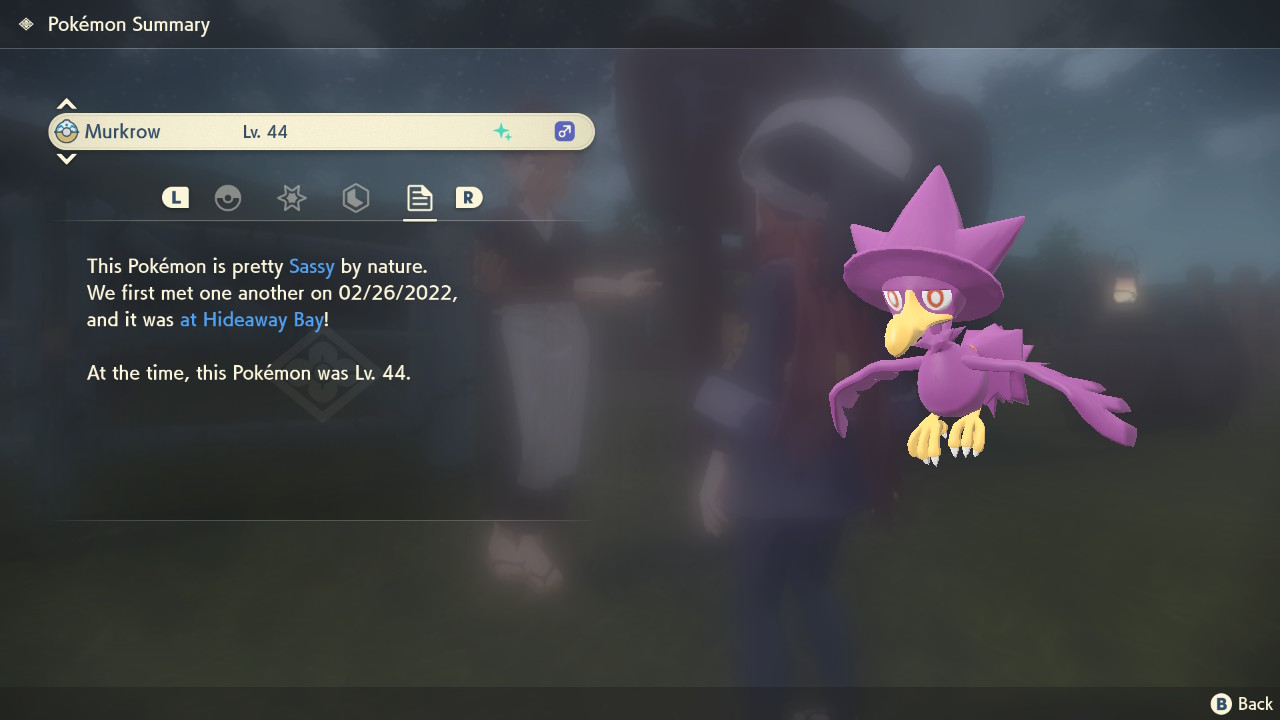 Pokémon Summary
Murkrow Lv. 44
L R
This Pokémon is pretty Sassy by nature.
We first met one another on 02/26/2022,
and it was at Hideaway Bay!
At the time, this Pokémon was Lv. 44.
B Back